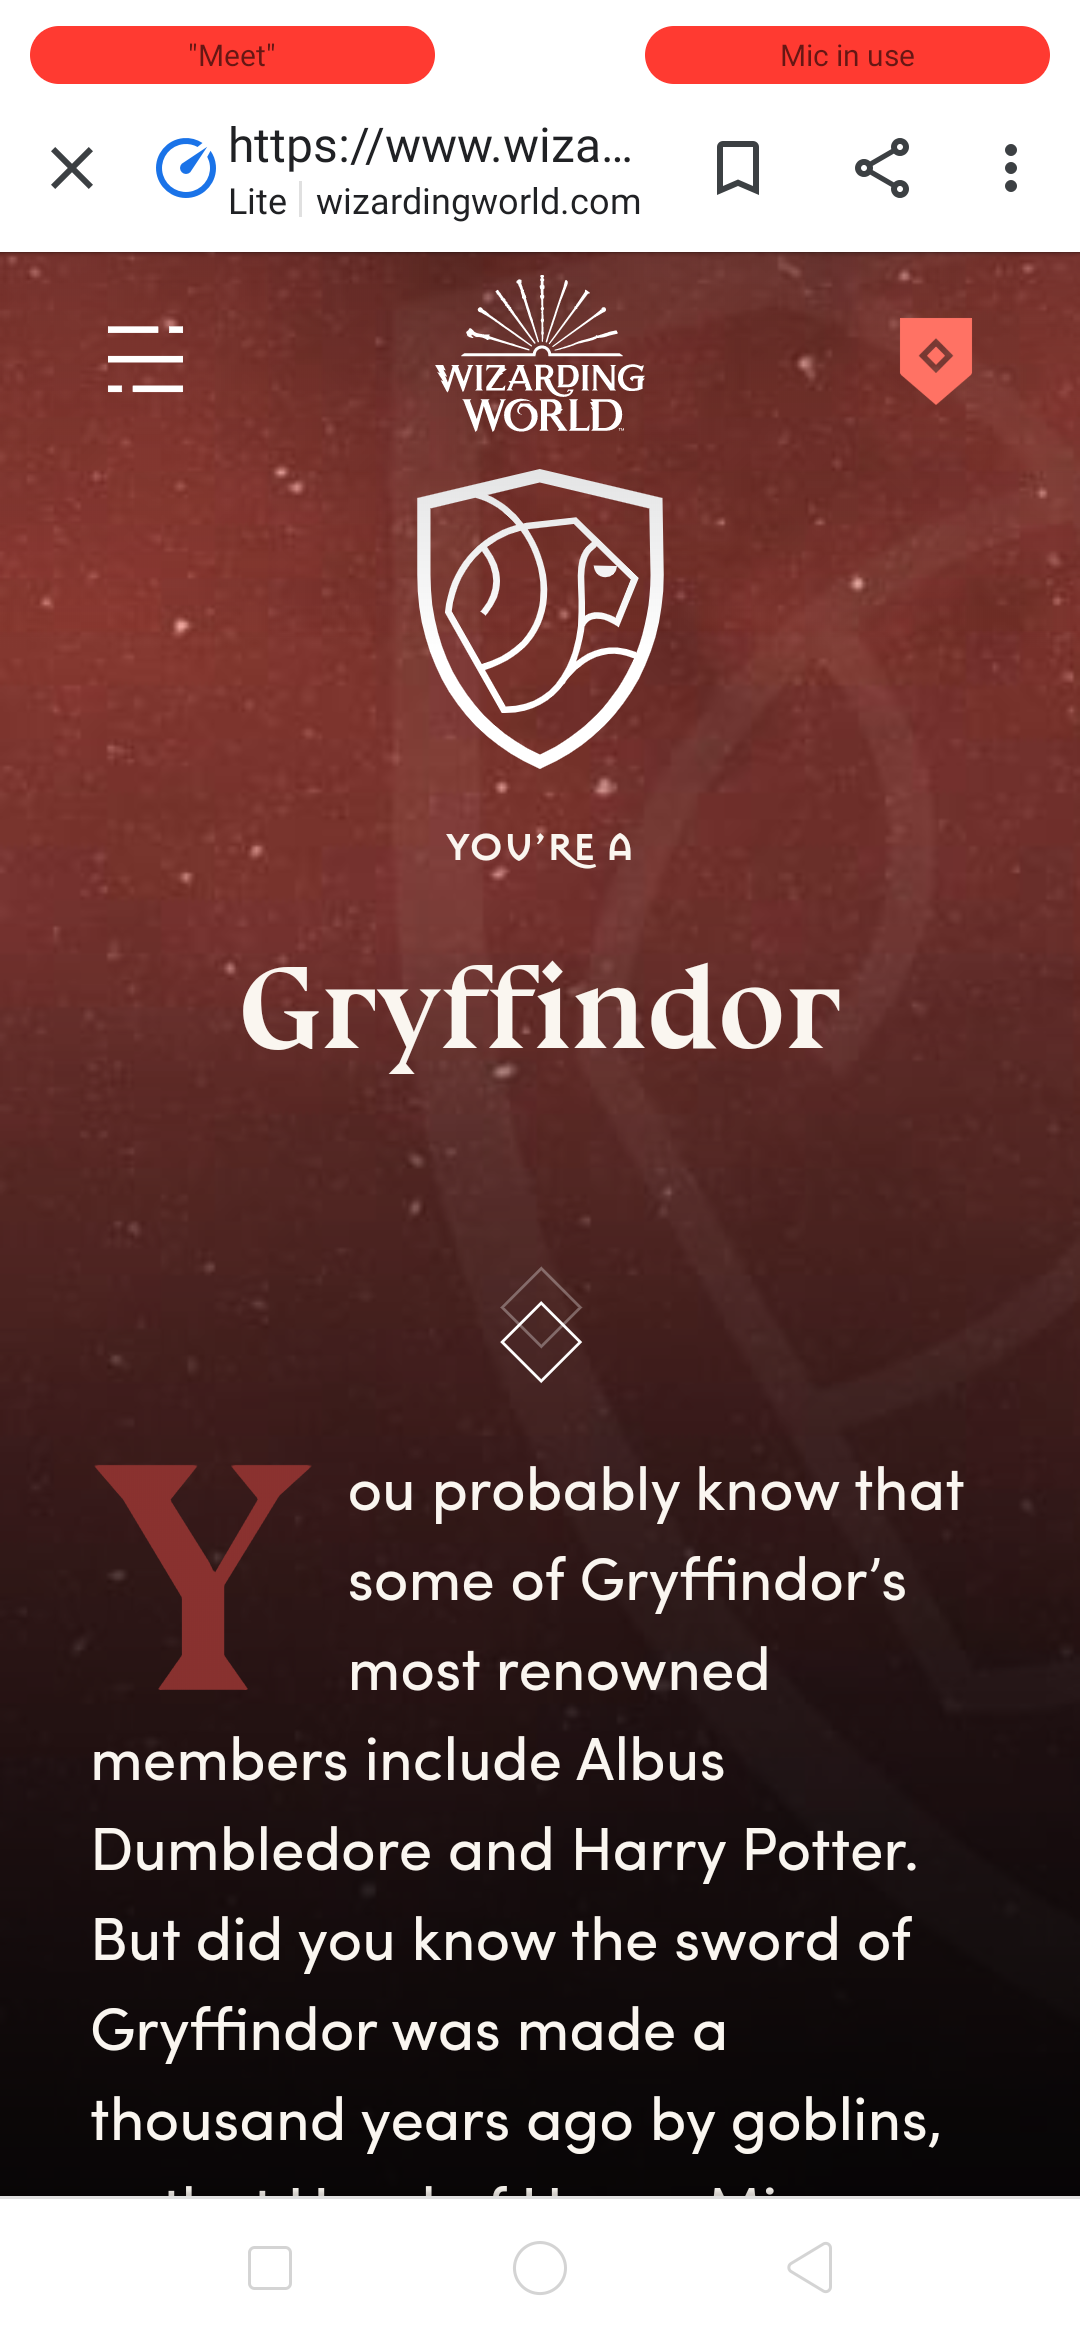 "Meet"
Mic in use
https://www.wiza...
Lite | wizardingworld.com
WIZARDING
WORLD
YOU'RE A
Gryffindor
You probably know that
some of Gryffindor's
most renowned
members include Albus
Dumbledore and Harry Potter.
But did you know the sword of
Gryffindor was made a
thousand years ago by goblins,